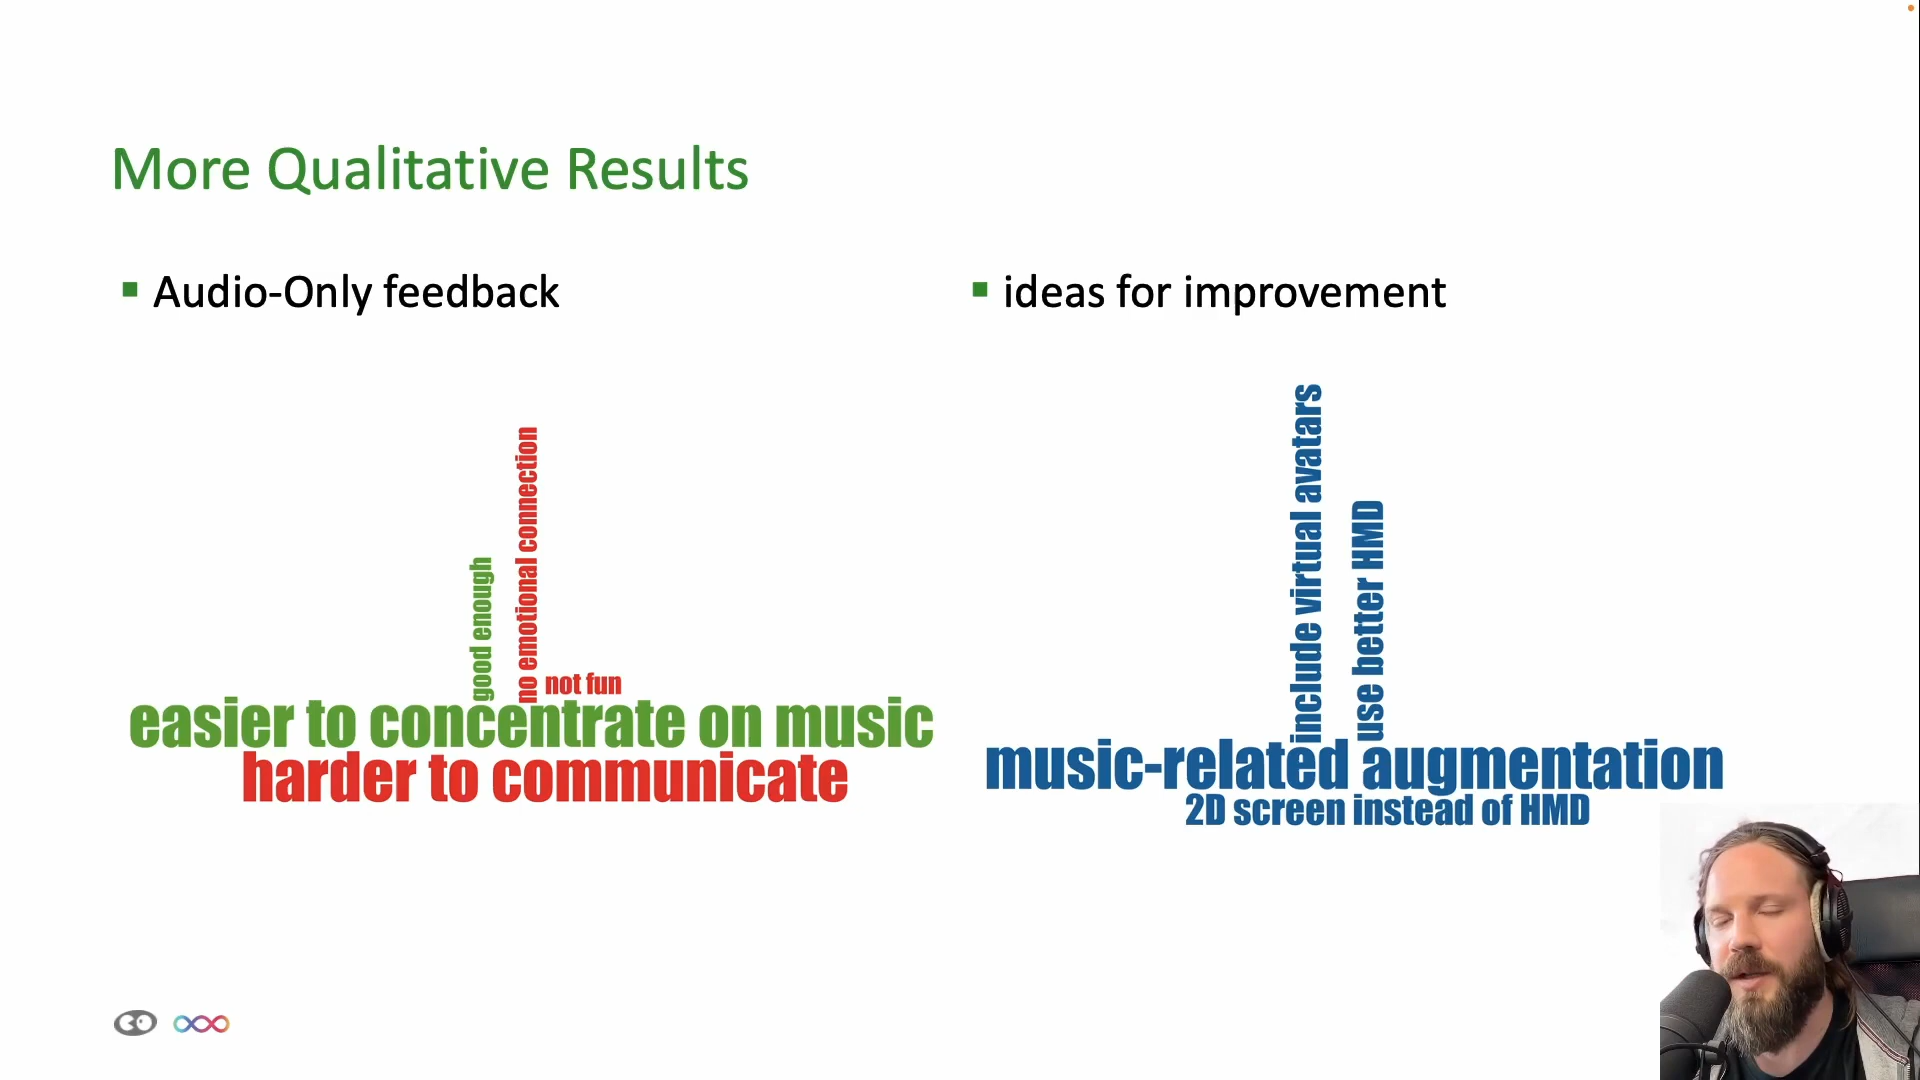 More Qualitative Results
Audio-Only feedback
good enough
no emotional connection
not fun
easier to concentrate on music
harder to communicate
ideas for improvement
include virtual avatars
use better HMD
music-related augmentation
2D screen instead of HMD